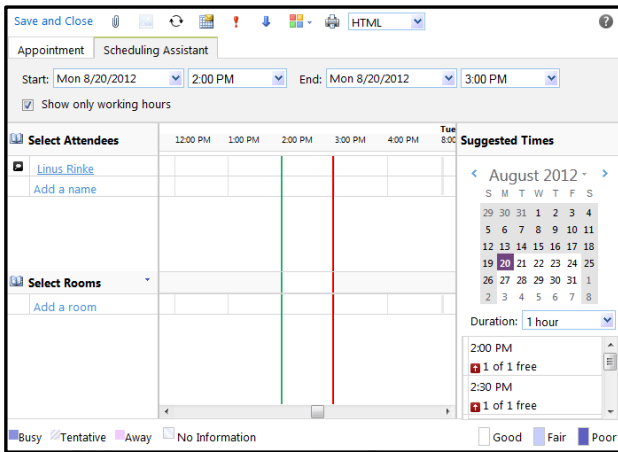 Save and Close HTML
Appointment Scheduling Assistant
Start: Mon 8/20/2012 2:00 PM End: Mon 8/20/2012 3:00 PM
Show only working hours
Select Attendees
12:00 PM 1:00 PM 2:00 PM 3:00 PM 4:00 PM
Tue
8:00
Linus Rinke
Add a name
Select Rooms
Add a room
Suggested Times
August 2012
S M T W T F S
29 30 31 1 2 3 4
5 6 7 8 9 10 11
12 13 14 15 16 17 18
19 20 21 22 23 24 25
26 27 28 29 30 31 1
2 3 4 5 6 7 8
Duration: 1 hour
2:00 PM
1 of 1 free
2:30 PM
1 of 1 free
Busy Tentative Away No Information Good Fair Poor